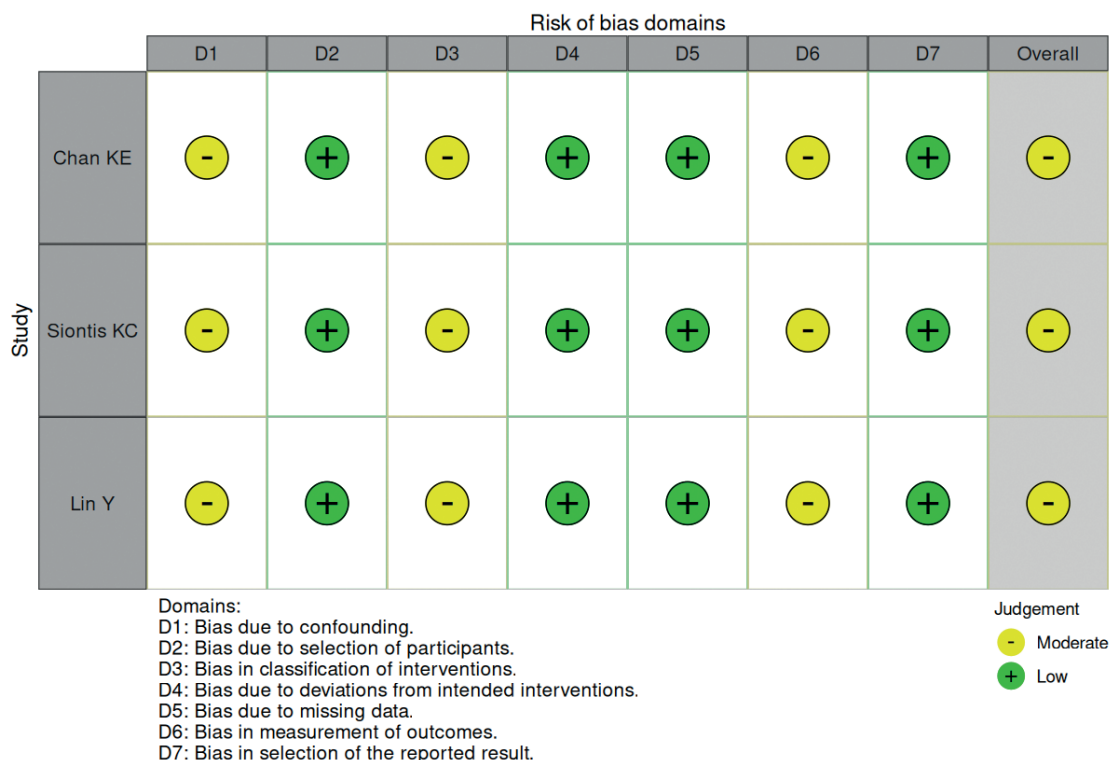 Risk of bias domains
D1 D2 D3 D4 D5 D6 D7 Overall
Study
Chan KE - + - + + - + -
Siontis KC - + - + + - + -
Lin Y - + - + + - + -
Domains:
D1: Bias due to confounding.
D2: Bias due to selection of participants.
D3: Bias in classification of interventions.
D4: Bias due to deviations from intended interventions.
D5: Bias due to missing data.
D6: Bias in measurement of outcomes.
D7: Bias in selection of the reported result.
Judgement
- Moderate
+ Low